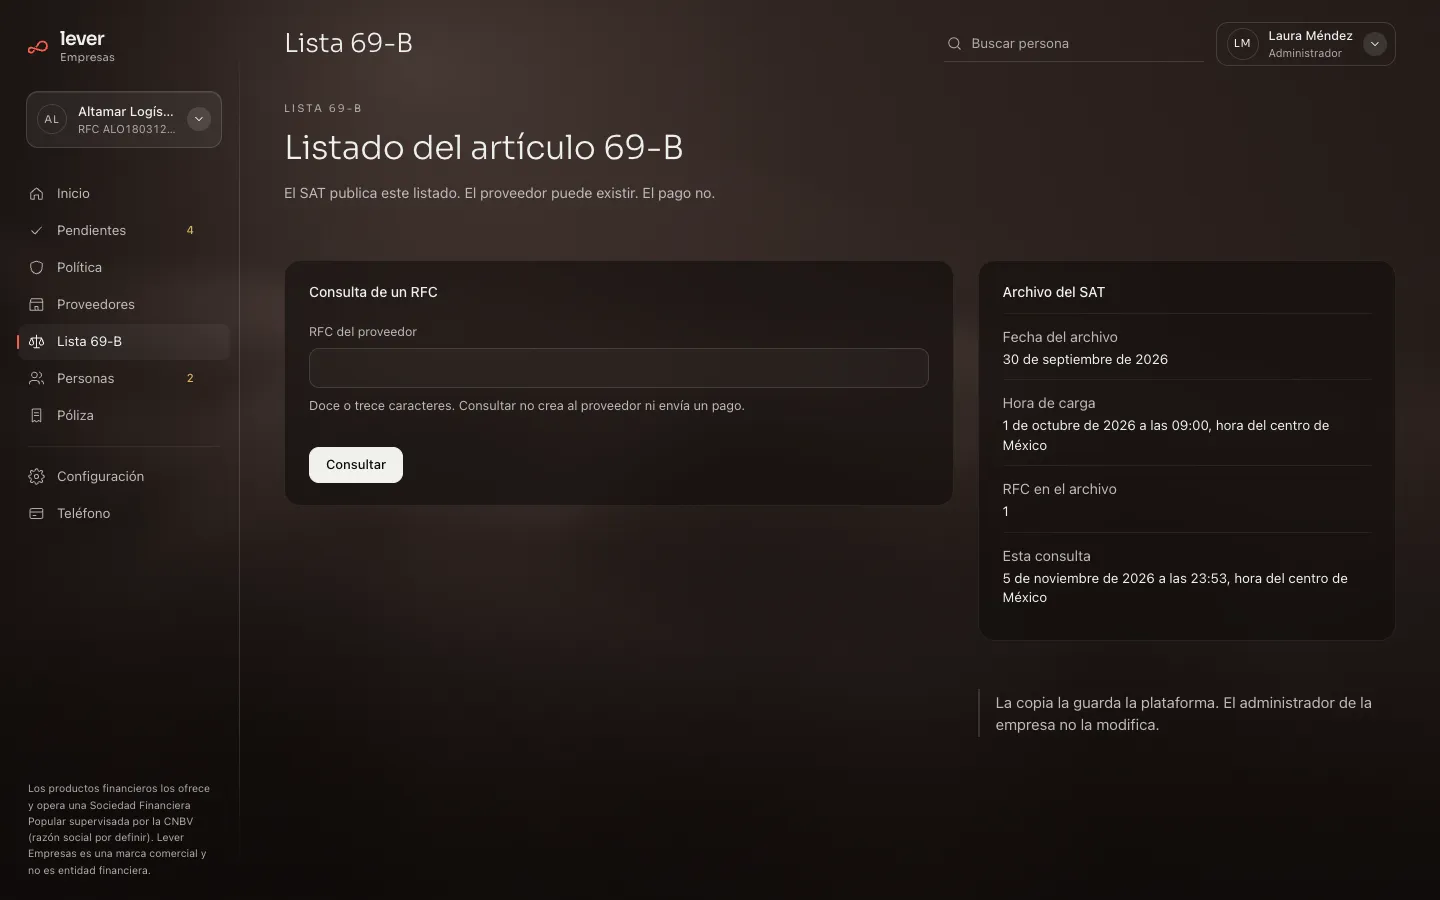 lever
Empresas
AL
Altamar Logís...
RFC ALO180312...
Inicio
Pendientes 4
Política
Proveedores
Lista 69-B
Personas 2
Póliza
Configuración
Teléfono
Los productos financieros los ofrece
y opera una Sociedad Financiera
Popular supervisada por la CNBV
(razón social por definir). Lever
Empresas es una marca comercial y
no es entidad financiera.
Lista 69-B
Buscar persona
LM
Laura Méndez
Administrador
LISTA 69-B
Listado del artículo 69-B
El SAT publica este listado. El proveedor puede existir. El pago no.
Consulta de un RFC
RFC del proveedor
Doce o trece caracteres. Consultar no crea al proveedor ni envía un pago.
Consultar
Archivo del SAT
Fecha del archivo
30 de septiembre de 2026
Hora de carga
1 de octubre de 2026 a las 09:00, hora del centro de
México
RFC en el archivo
1
Esta consulta
5 de noviembre de 2026 a las 23:53, hora del centro de
México
La copia la guarda la plataforma. El administrador de la
empresa no la modifica.